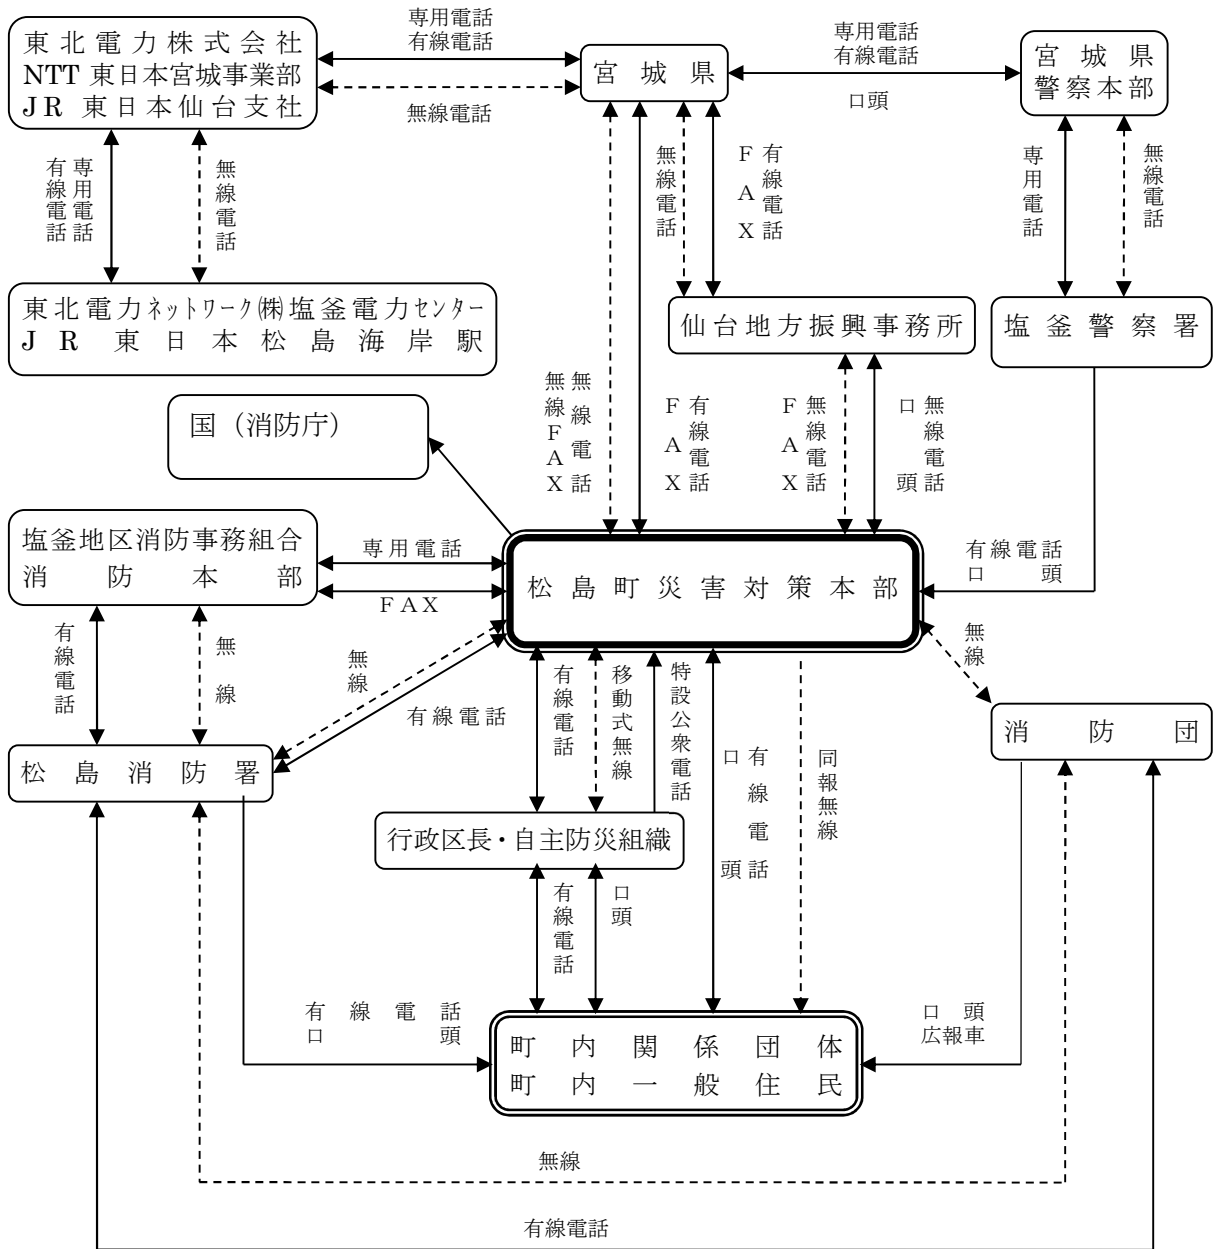 専用電話
有線電話
東北電力株式会社
NTT 東日本宮城事業部
JR 東日本仙台支社
無線電話
宮城県
専用電話
有線電話
口頭
宮城県
警察本部
専用電話
有線電話
無線電話
無線電話
有線電話
FAX
専用電話
無線電話
東北電力ネットワーク㈱塩釜電力センター
JR 東日本松島海岸駅
仙台地方振興事務所
塩釜警察署
国（消防庁）
無線電話
無線FAX
有線電話
FAX
無線電話
FAX
無線電話
口頭
塩釜地区消防事務組合
消防本部
専用電話
FAX
松島町災害対策本部
有線電話
口頭
有線電話
無線
無線
有線電話
有線電話
移動式無線
特設公衆電話
有線電話
口頭
同報無線
無線
松島消防署
消防団
行政区長・自主防災組織
有線電話
口頭
有線電話
口頭
町内関係団体
町内一般住民
口頭
広報車
無線
有線電話